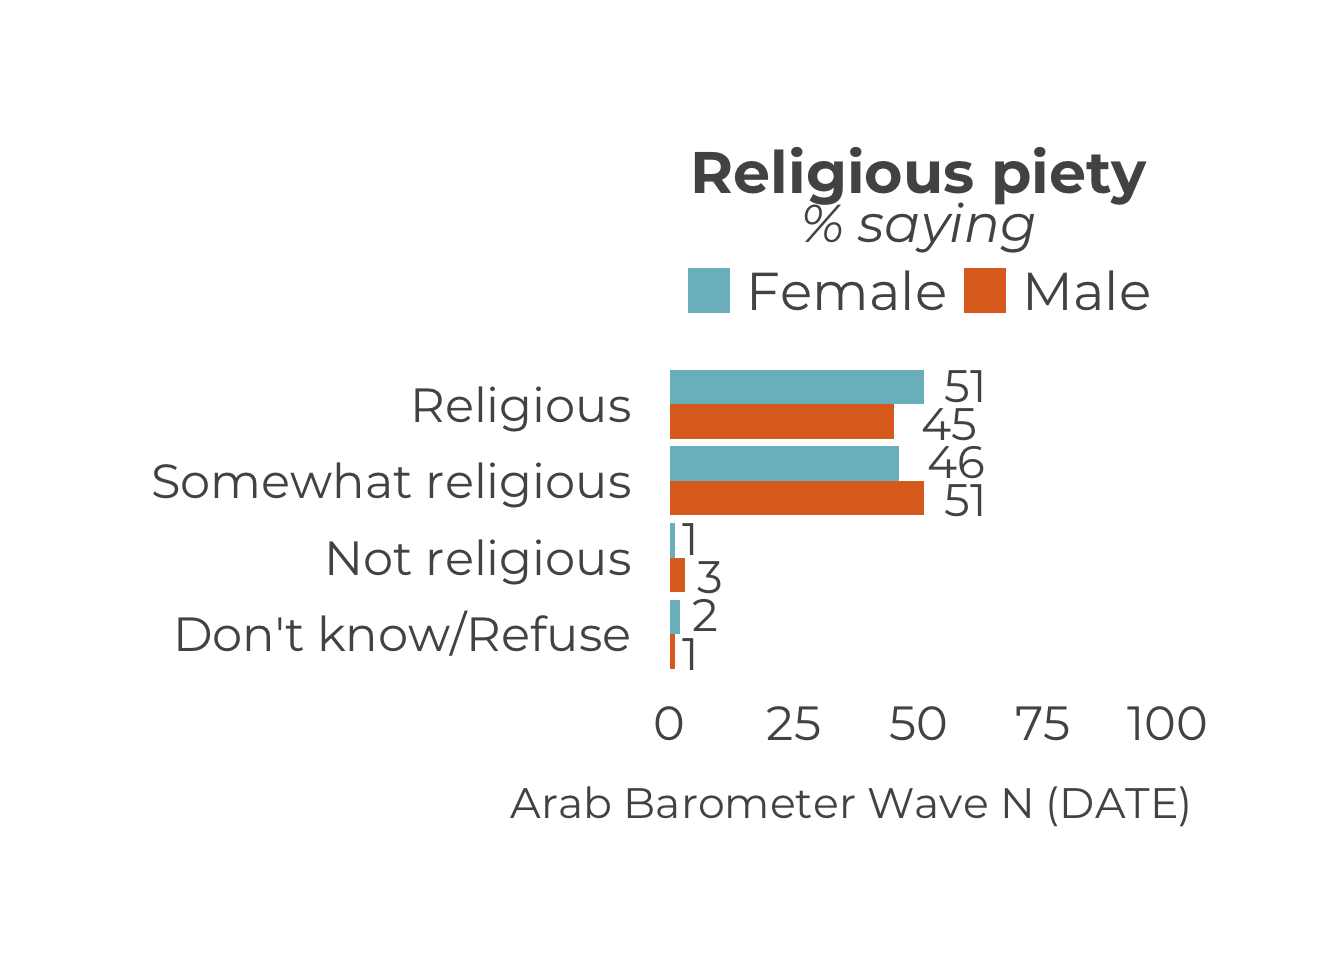 Religious piety
% saying
Female Male
Religious 51
45
Somewhat religious 46
51
Not religious 1
3
Don't know/Refuse 2
1
0 25 50 75 100
Arab Barometer Wave N (DATE)